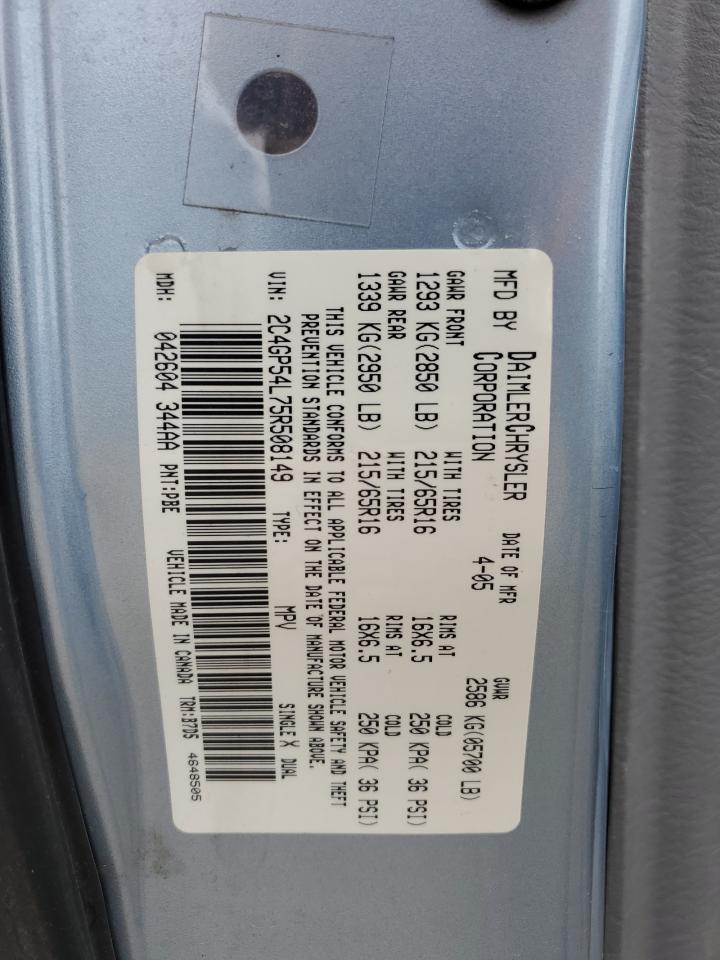 MFD BY DAIMLERCHRYSLER CORPORATION DATE OF MFR 4-05 GVWR 2586 KG(05700 LB)
GAWR FRONT WITH TIRES RIMS AT COLD
1293 KG(2850 LB) 215/65R16 16X6.5 250 KPA( 36 PSI)
GAWR REAR WITH TIRES RIMS AT COLD
1339 KG(2950 LB) 215/65R16 16X6.5 250 KPA( 36 PSI)
THIS VEHICLE CONFORMS TO ALL APPLICABLE FEDERAL MOTOR VEHICLE SAFETY AND THEFT
PREVENTION STANDARDS IN EFFECT ON THE DATE OF MANUFACTURE SHOWN ABOVE.
VIN: 2C4GP54L75R508149 TYPE: MPV SINGLE X DUAL
MDH: 042604 344AA PNT:PBE VEHICLE MADE IN CANADA TRM:B7D5 4648505